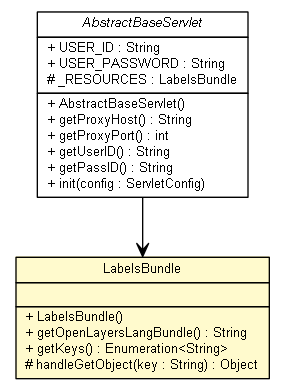 AbstractBaseServlet
+ USER_ID : String
+ USER_PASSWORD : String
# _RESOURCES : LabelsBundle
+ AbstractBaseServlet()
+ getProxyHost() : String
+ getProxyPort() : int
+ getUserID() : String
+ getPassID() : String
+ init(config : ServletConfig)
LabelsBundle
+ LabelsBundle()
+ getOpenLayersLangBundle() : String
+ getKeys() : Enumeration<String>
# handleGetObject(key : String) : Object